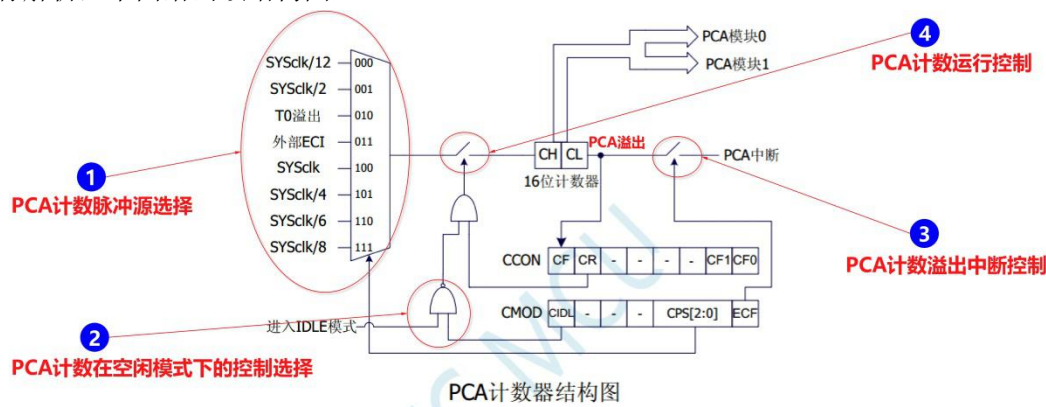 4
PCA计数运行控制
PCA模块0
PCA模块1
SYSclk/12 000
SYSclk/2 001
T0溢出 010
外部ECI 011
SYSclk 100
SYSclk/4 101
SYSclk/6 110
SYSclk/8 111
1
PCA计数脉冲源选择
CH CL
16位计数器
PCA溢出
PCA中断
3
PCA计数溢出中断控制
CCON CF CR - - - - CF1 CF0
CMOD CIDL - - - CPS[2:0] ECF
进入IDLE模式
2
PCA计数在空闲模式下的控制选择
MCU
PCA计数器结构图